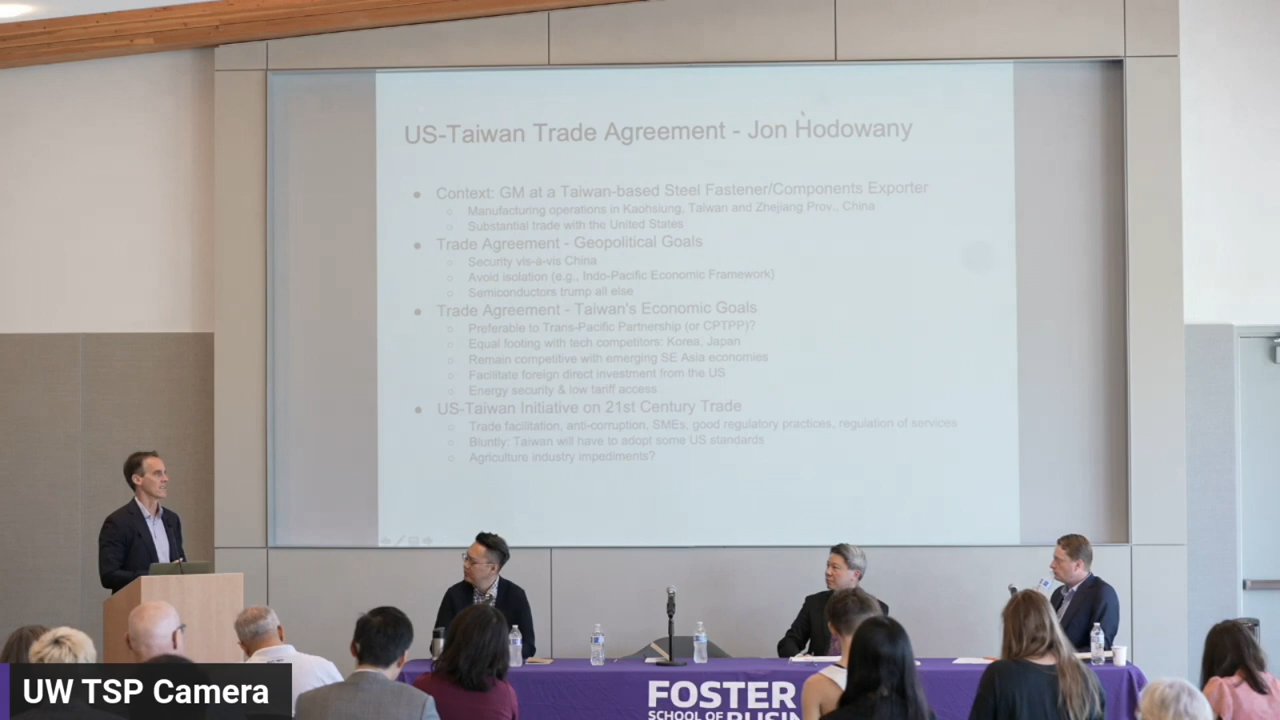 US-Taiwan Trade Agreement - Jon Hodowany
● Context: GM at a Taiwan-based Steel Fastener/Components Exporter
○ Manufacturing operations in Kaohsiung, Taiwan and Zhejiang Prov., China
○ Substantial trade with the United States
● Trade Agreement - Geopolitical Goals
○ Security vis-a-vis China
○ Avoid isolation (e.g., Indo-Pacific Economic Framework)
○ Semiconductors trump all else
● Trade Agreement - Taiwan's Economic Goals
○ Preferable to Trans-Pacific Partnership (or CPTPP)?
○ Equal footing with tech competitors: Korea, Japan
○ Remain competitive with emerging SE Asia economies
○ Facilitate foreign direct investment from the US
○ Energy security & low tariff access
● US-Taiwan Initiative on 21st Century Trade
○ Trade facilitation, anti-corruption, SMEs, good regulatory practices, regulation of services
○ Bluntly: Taiwan will have to adopt some US standards
○ Agriculture industry impediments?
FOSTER
SCHOOL OF BUSIN
UW TSP Camera